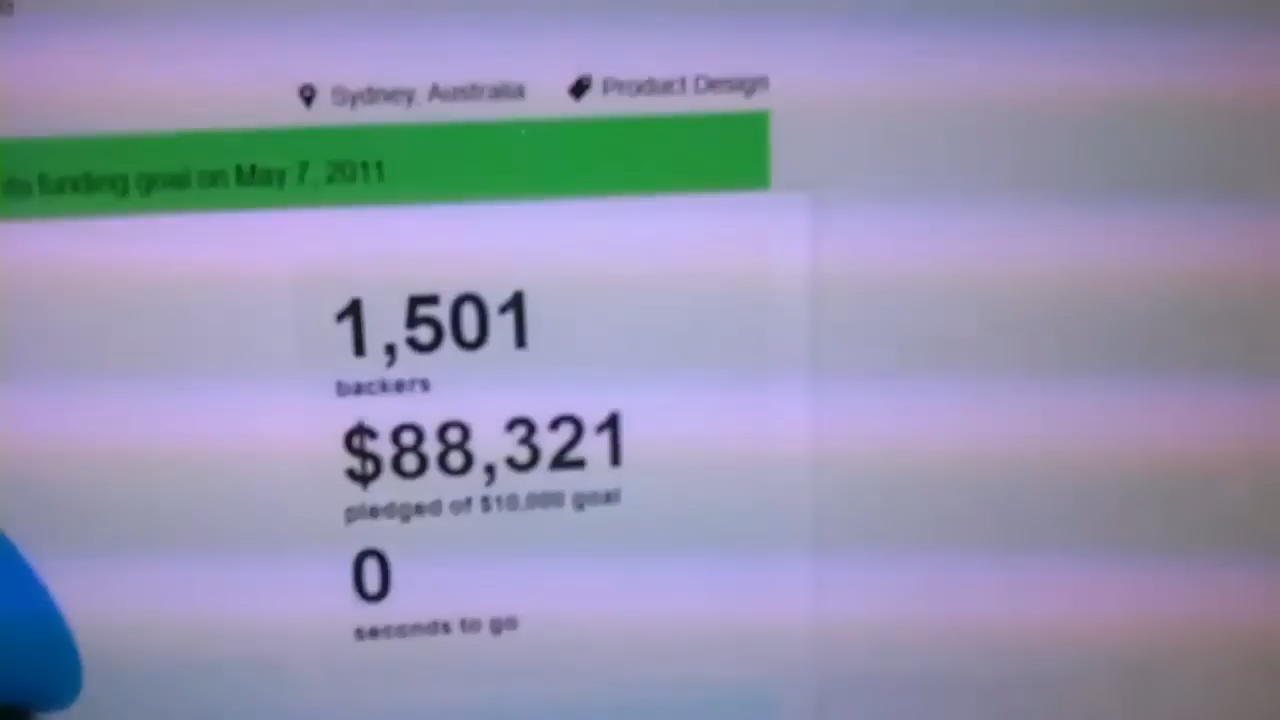 Sydney, Australia Product Design
its funding goal on May 7, 2011
1,501
backers
$88,321
pledged of $10,000 goal
0
seconds to go